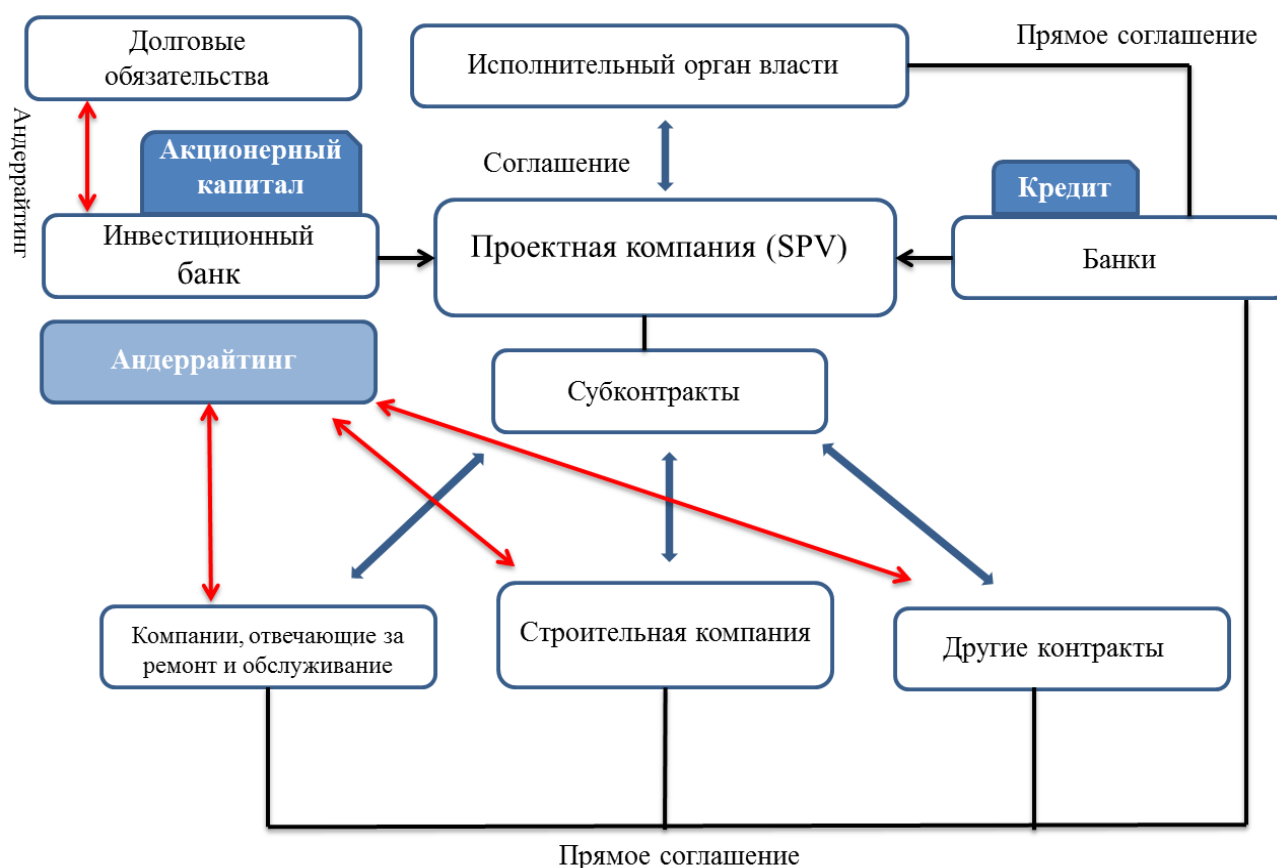 Долговые
обязательства
Исполнительный орган власти
Прямое соглашение
Андеррайтинг
Акционерный
капитал
Соглашение
Кредит
Инвестиционный
банк
Проектная компания (SPV)
Банки
Андеррайтинг
Субконтракты
Компании, отвечающие за
ремонт и обслуживание
Строительная компания
Другие контракты
Прямое соглашение